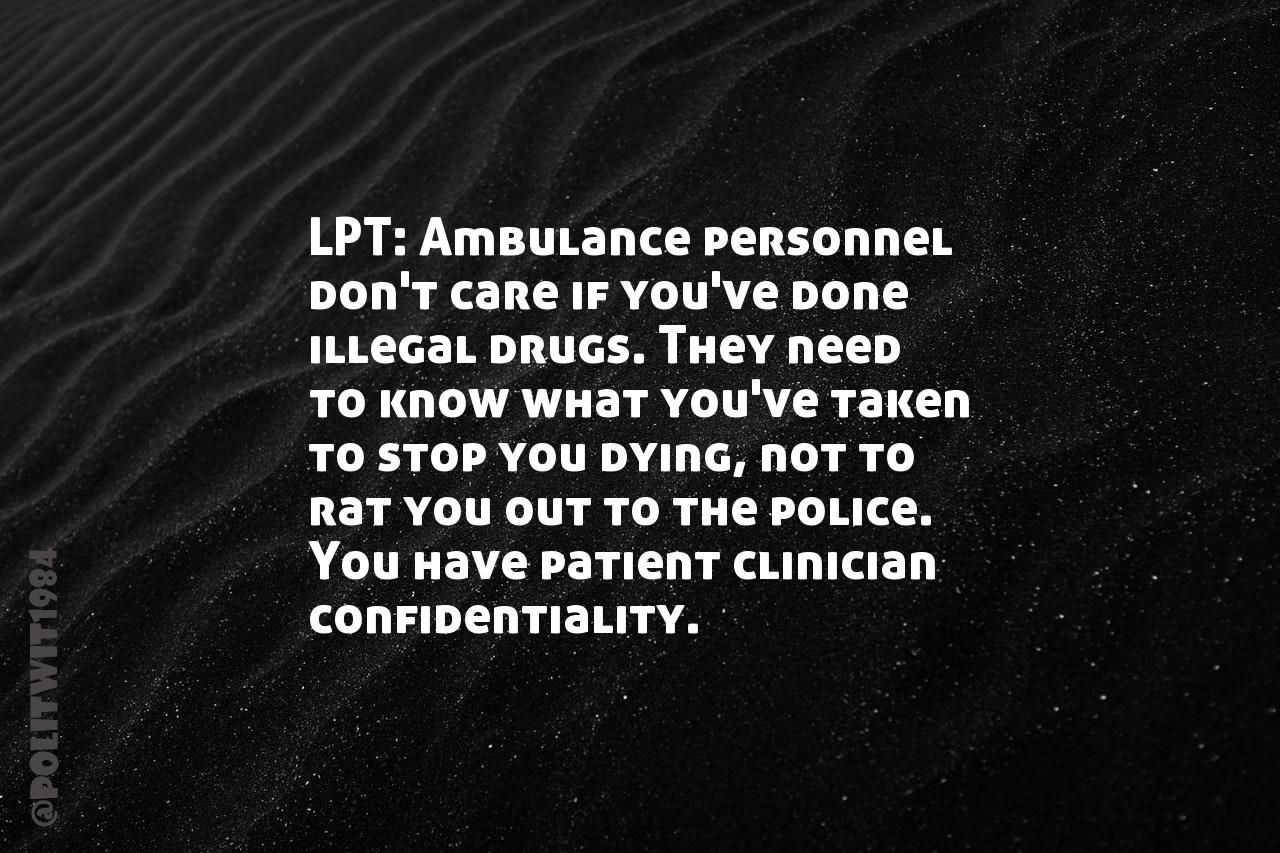 LPT: Ambulance personnel
don't care if you've done
illegal drugs. They need
to know what you've taken
to stop you dying, not to
rat you out to the police.
You have patient clinician
confidentiality.
@POLITWIT1984